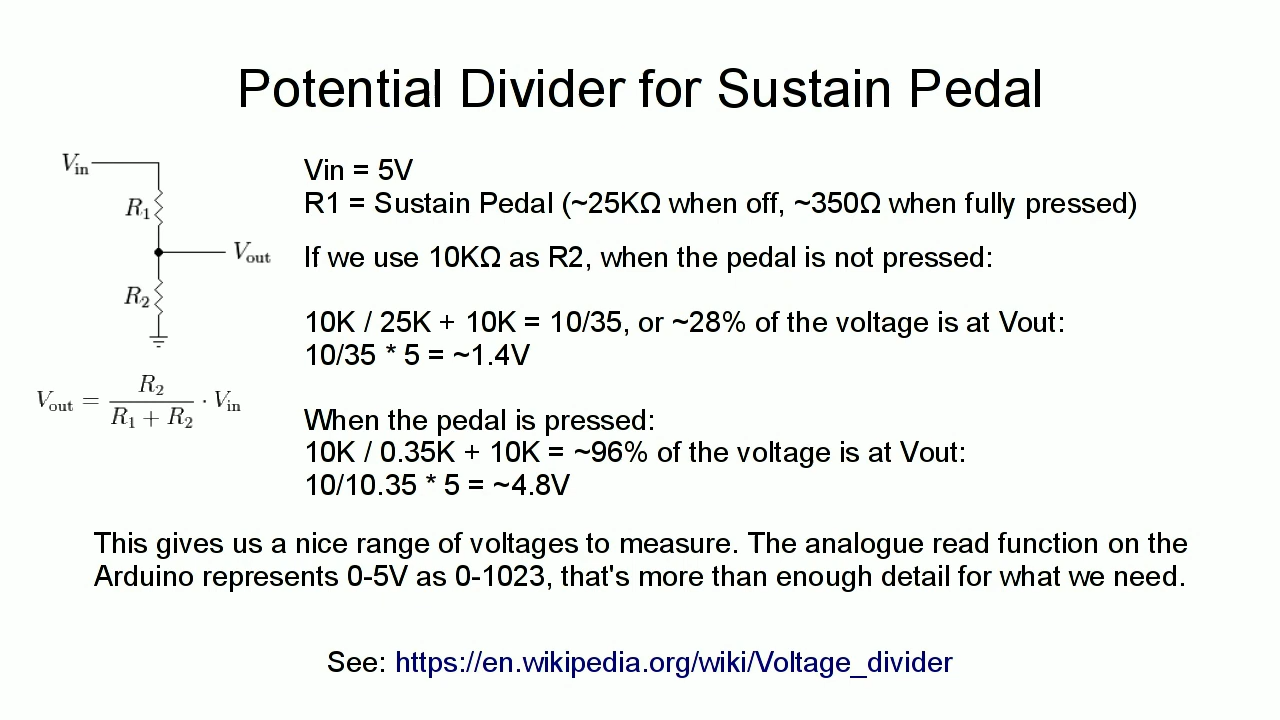 Potential Divider for Sustain Pedal
Vin
R1
Vout
R2
Vout = R2 / R1 + R2 · Vin
Vin = 5V
R1 = Sustain Pedal (~25KΩ when off, ~350Ω when fully pressed)
If we use 10KΩ as R2, when the pedal is not pressed:
10K / 25K + 10K = 10/35, or ~28% of the voltage is at Vout:
10/35 * 5 = ~1.4V
When the pedal is pressed:
10K / 0.35K + 10K = ~96% of the voltage is at Vout:
10/10.35 * 5 = ~4.8V
This gives us a nice range of voltages to measure. The analogue read function on the
Arduino represents 0-5V as 0-1023, that's more than enough detail for what we need.
See: https://en.wikipedia.org/wiki/Voltage_divider